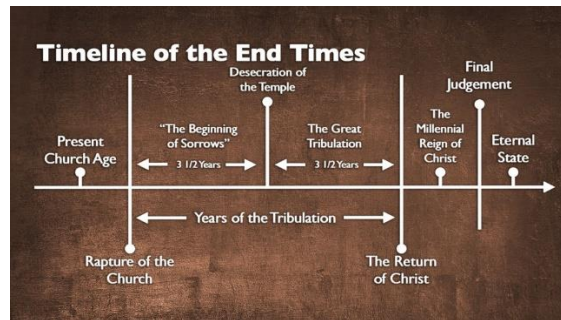 Timeline of the End Times
Desecration of
the Temple
Final
Judgement
Present
Church Age
"The Beginning
of Sorrows"
3 1/2 Years
The Great
Tribulation
3 1/2 Years
The
Millennial
Reign of
Christ
Eternal
State
Years of the Tribulation
Rapture of the
Church
The Return
of Christ